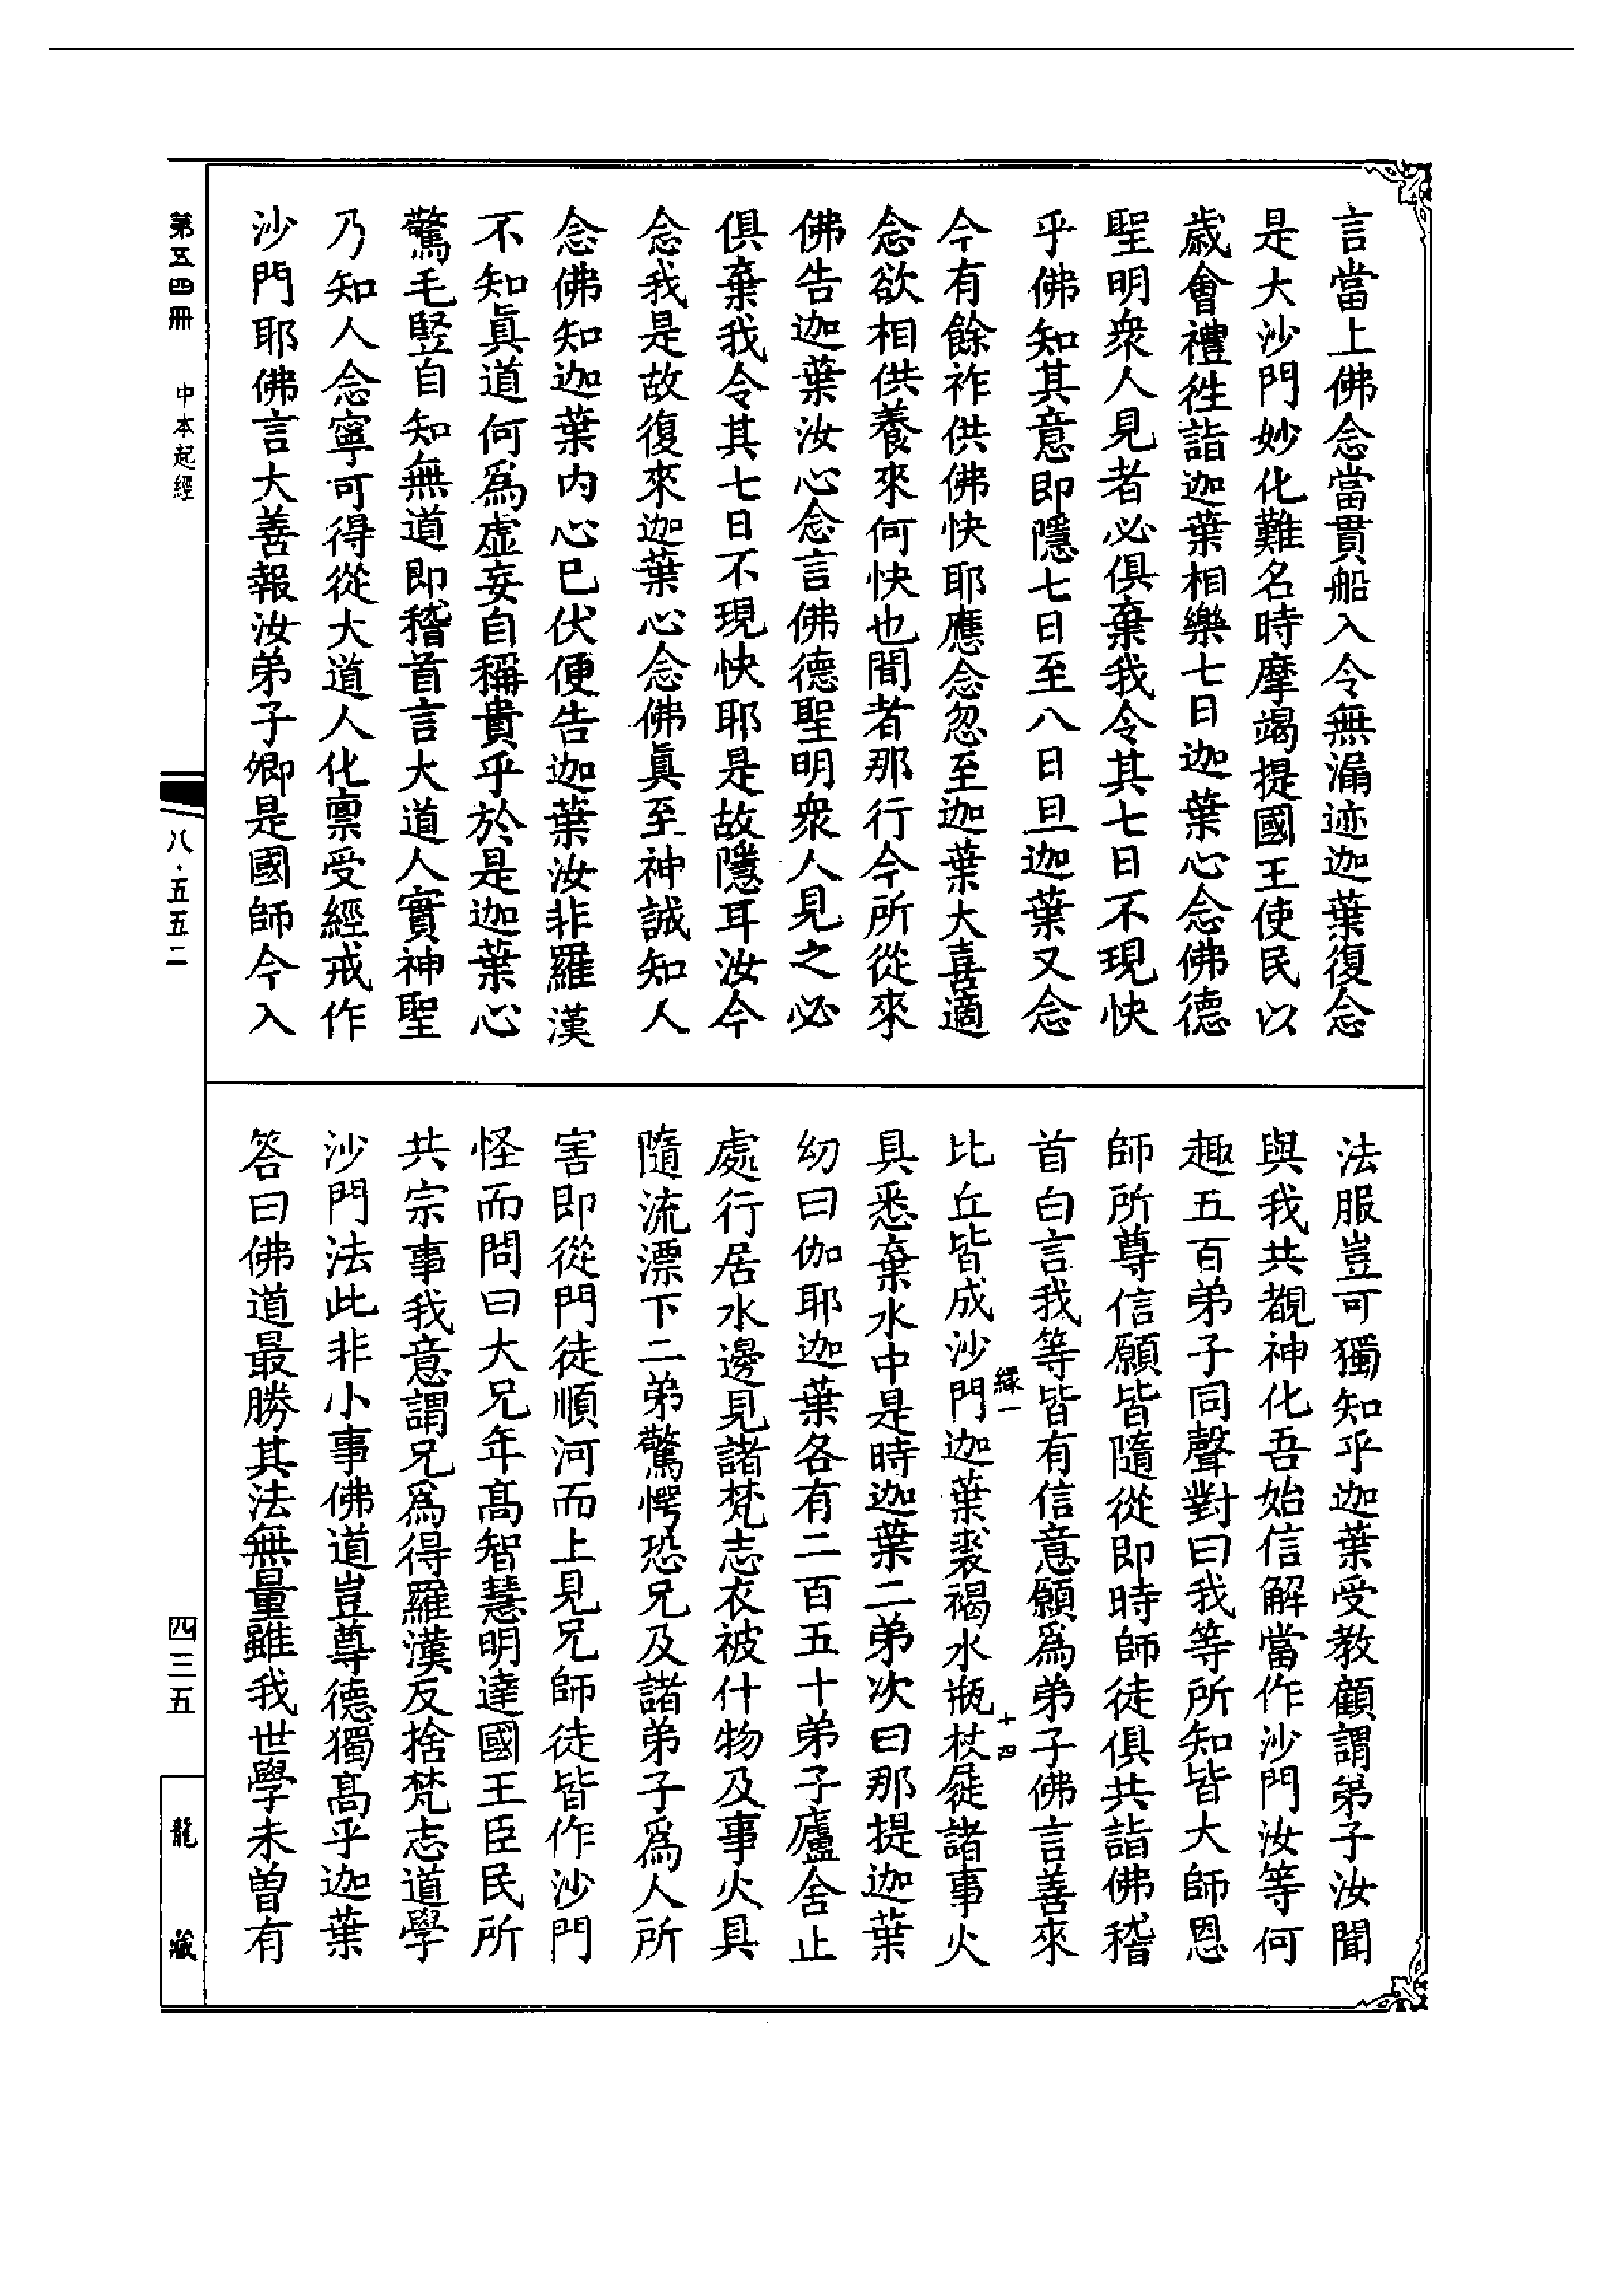 言當上佛念當貫船入令無漏迹迦葉復念
是大沙門妙化難名時摩竭提國王使民以
歲會禮徃詣迦葉相樂七日迦葉心念佛德
聖明衆人見者必俱棄我令其七日不現快
乎佛知其意即隱七日至八日旦迦葉又念
今有餘祚供佛快耶應念忽至迦葉大喜適
念欲相供養來何快也間者那行今所從來
佛告迦葉汝心念言佛德聖明衆人見之必
俱棄我令其七日不現快耶是故隱耳汝今
念我是故復來迦葉心念佛眞至神誠知人
念佛知迦葉内心已伏便告迦葉汝非羅漢
不知眞道何爲虛妄自稱貴乎於是迦葉心
驚毛豎自知無道即稽首言大道人實神聖
乃知人念寧可得從大道人化禀受經戒作
沙門耶佛言大善報汝弟子卿是國師今入
法服豈可獨知乎迦葉受教顧謂弟子汝聞
與我共覩神化吾始信解當作沙門汝等何
趣五百弟子同聲對曰我等所知皆大師恩
師所尊信願皆隨從即時師徒俱共詣佛稽
首白言我等皆有信意願爲弟子佛言善來
緣一
十四
比丘皆成沙門迦葉裘褐水瓶杖屣諸事火
具悉棄水中是時迦葉二弟次曰那提迦葉
幼曰伽耶迦葉各有二百五十弟子廬舍止
處行居水邊見諸梵志衣被什物及事火具
隨流漂下二弟驚愕恐兄及諸弟子爲人所
害即從門徒順河而上見兄師徒皆作沙門
怪而問曰大兄年髙智慧明達國王臣民所
共宗事我意謂兄爲得羅漢反捨梵志道學
沙門法此非小事佛道豈尊德獨髙乎迦葉
答曰佛道最勝其法無量雖我世學未曾有
第五四冊
中本起經
八·五五二
四三五
龍藏